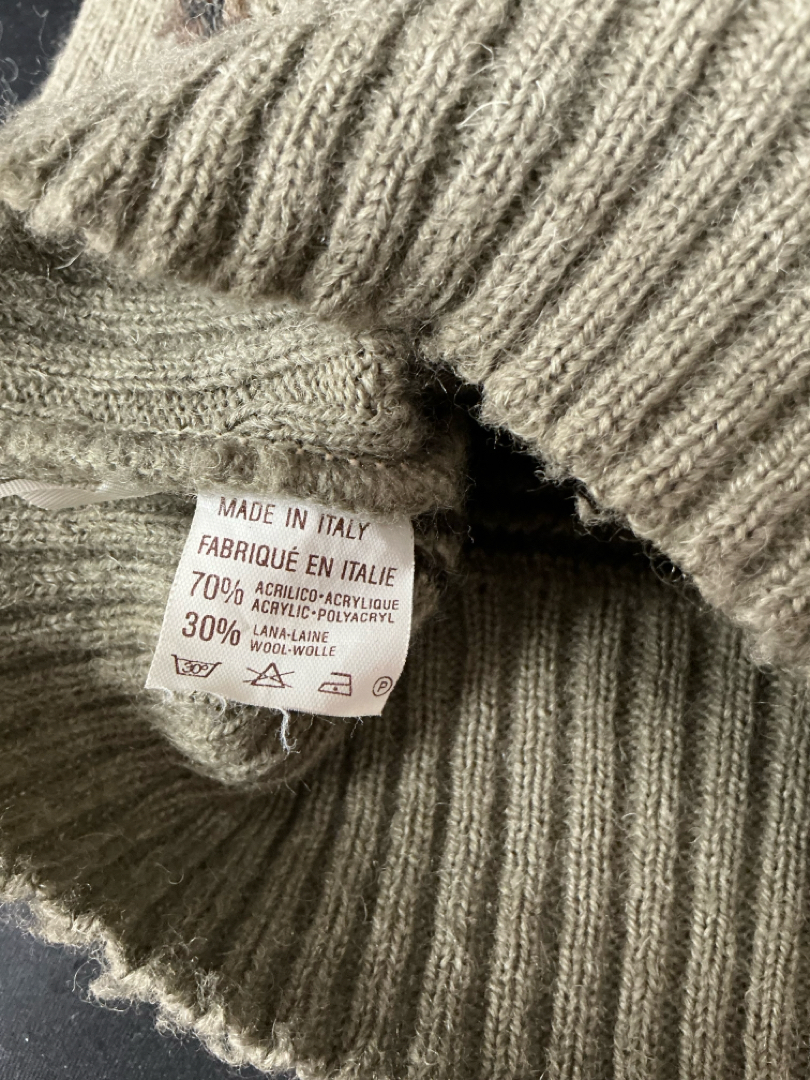 MADE IN ITALY
FABRIQUÉ EN ITALIE
70% ACRILICO•ACRYLIQUE
ACRYLIC•POLYACRYL
30% LANA-LAINE
WOOL-WOLLE
30° P